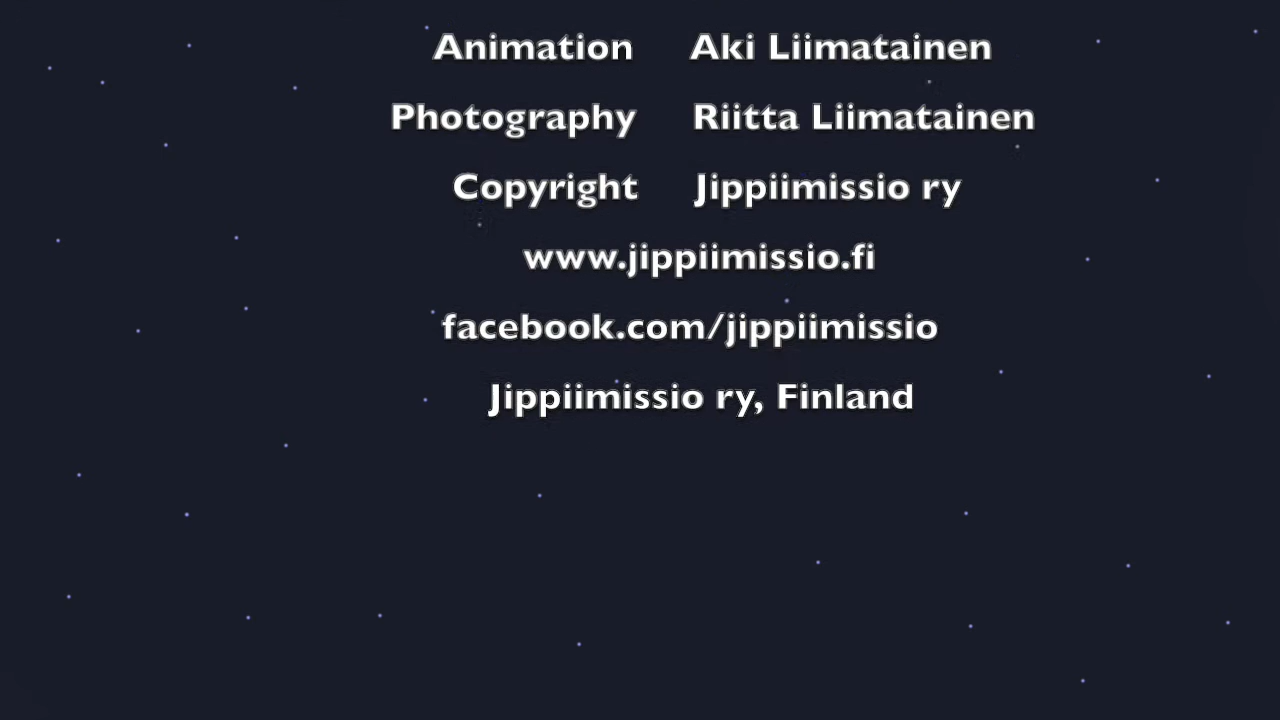 Animation Aki Liimatainen
Photography Riitta Liimatainen
Copyright Jippiimissio ry
www.jippiimissio.fi
facebook.com/jippiimissio
Jippiimissio ry, Finland